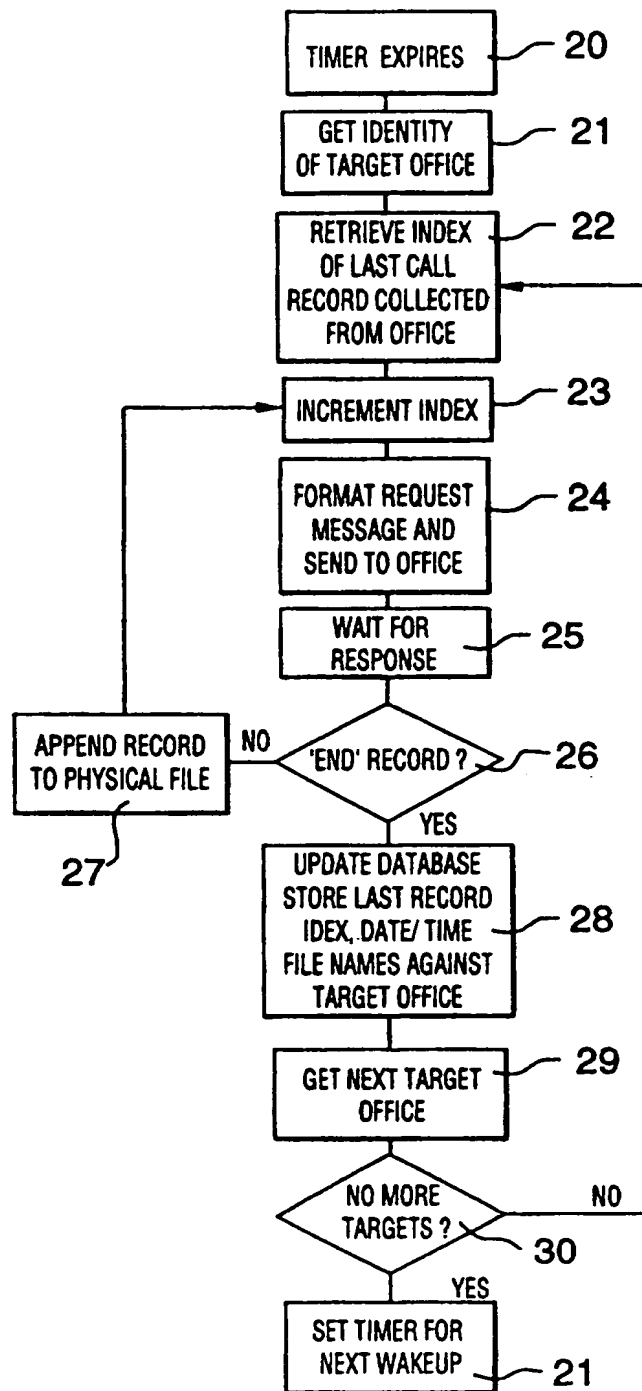 TIMER EXPIRES
20
GET IDENTITY
OF TARGET OFFICE
21
RETRIEVE INDEX
OF LAST CALL
RECORD COLLECTED
FROM OFFICE
22
INCREMENT INDEX
23
FORMAT REQUEST
MESSAGE AND
SEND TO OFFICE
24
WAIT FOR
RESPONSE
25
'END' RECORD ?
26
NO
APPEND RECORD
TO PHYSICAL FILE
27
YES
UPDATE DATABASE
STORE LAST RECORD
IDEX, DATE/ TIME
FILE NAMES AGAINST
TARGET OFFICE
28
GET NEXT TARGET
OFFICE
29
NO MORE
TARGETS ?
30
NO
YES
SET TIMER FOR
NEXT WAKEUP
21